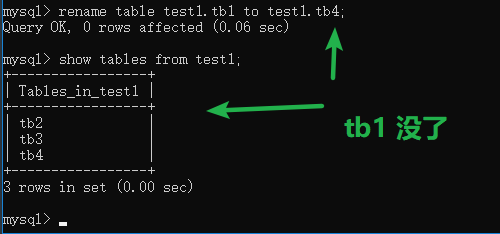 mysql> rename table test1.tb1 to test1.tb4;
Query OK, 0 rows affected (0.06 sec)
mysql> show tables from test1;
+-----------------+
| Tables_in_test1 |
+-----------------+
| tb2             |
| tb3             |
| tb4             |
+-----------------+
3 rows in set (0.00 sec)
mysql> _
tb1 没了